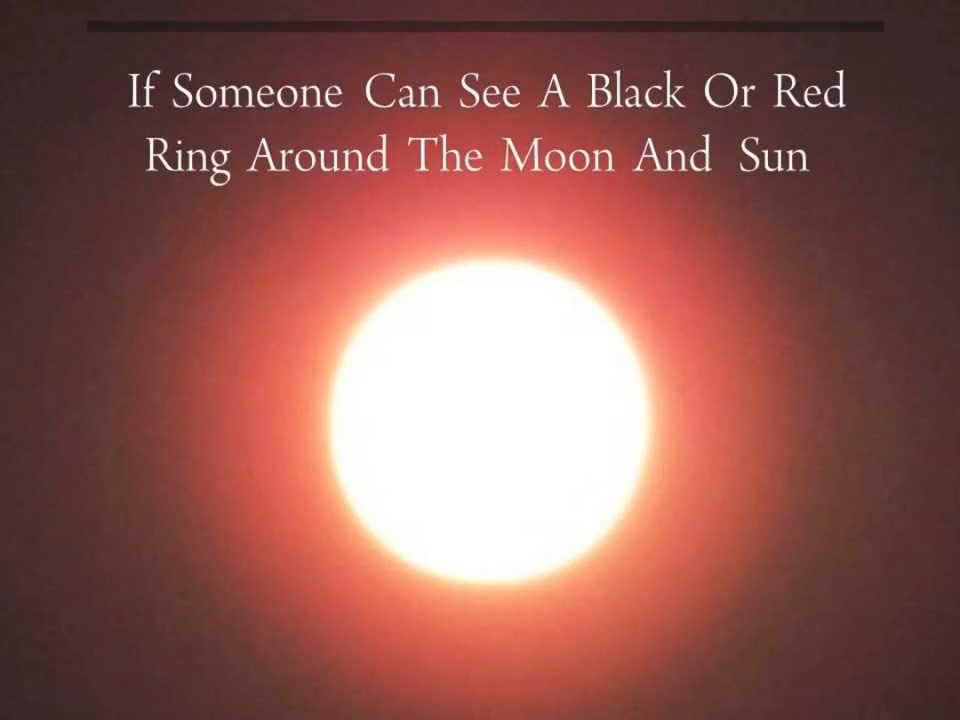 If Someone Can See A Black Or Red
Ring Around The Moon And Sun